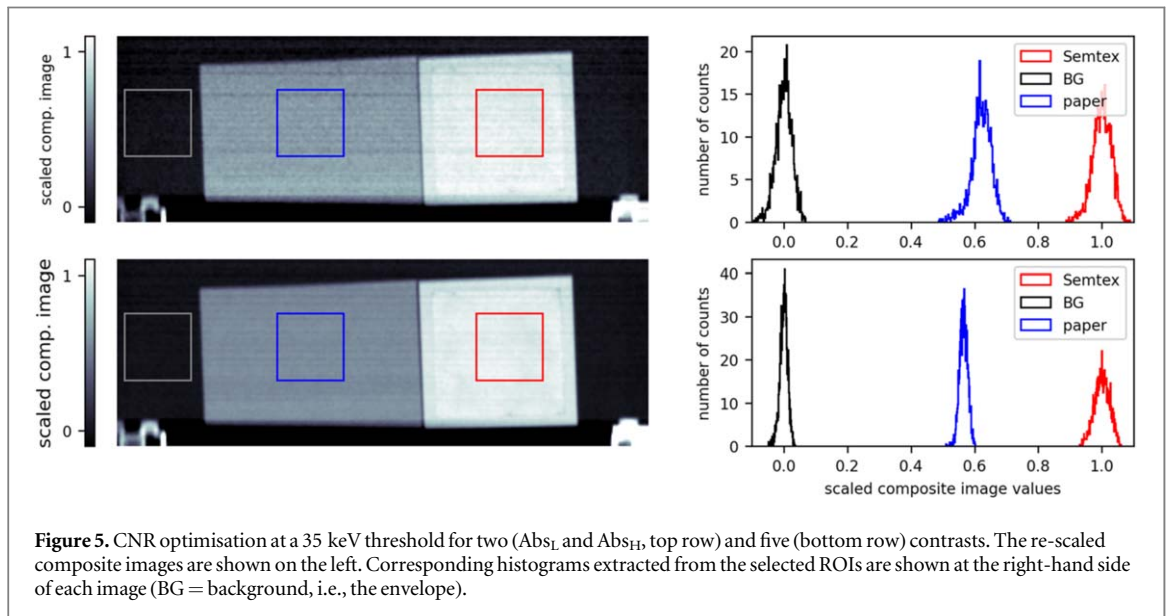 scaled comp. image
1
0
number of counts
20
15
10
5
0
Semtex
BG
paper
0.0 0.2 0.4 0.6 0.8 1.0
scaled comp. image
1
0
number of counts
40
30
20
10
0
Semtex
BG
paper
0.0 0.2 0.4 0.6 0.8 1.0
scaled composite image values
Figure 5. CNR optimisation at a 35 keV threshold for two (AbsL and AbsH, top row) and five (bottom row) contrasts. The re-scaled
composite images are shown on the left. Corresponding histograms extracted from the selected ROIs are shown at the right-hand side
of each image (BG = background, i.e., the envelope).